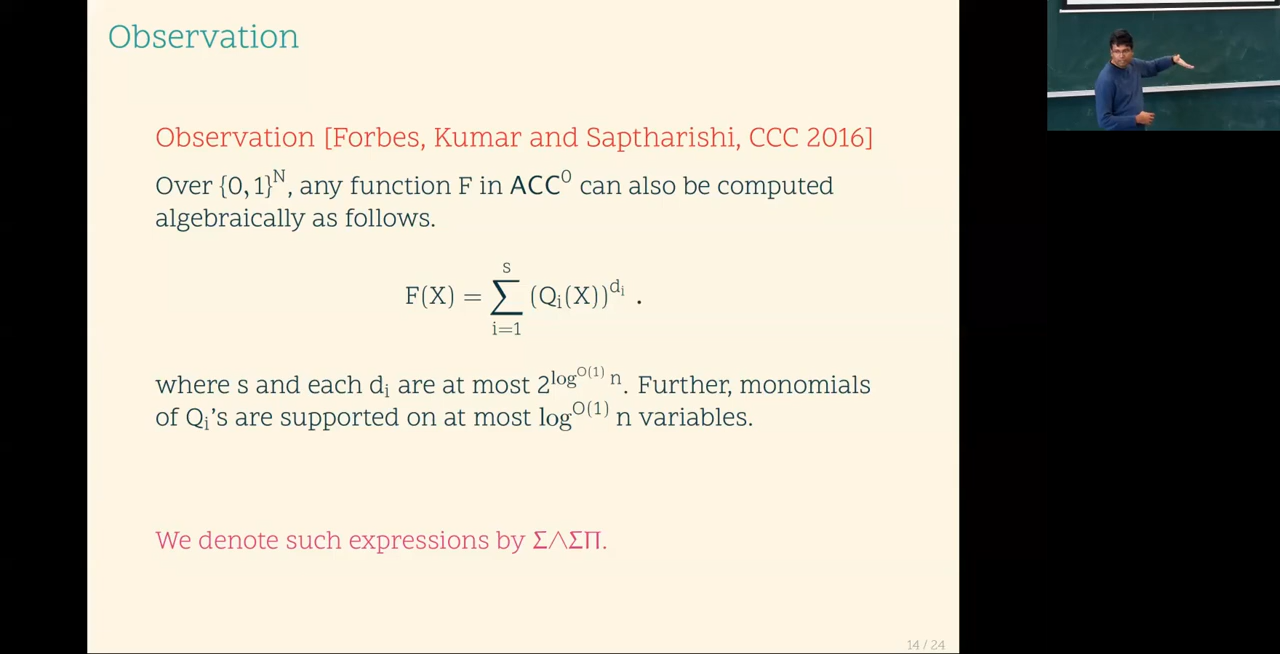 Observation
Observation [Forbes, Kumar and Saptharishi, CCC 2016]
Over {0, 1}^N, any function F in ACC^0 can also be computed
algebraically as follows.
F(X) = \sum_{i=1}^{s} (Q_i(X))^{d_i} .
where s and each d_i are at most 2^{log^{O(1)} n}. Further, monomials
of Q_i's are supported on at most log^{O(1)} n variables.
We denote such expressions by Σ∧ΣΠ.
14 / 24